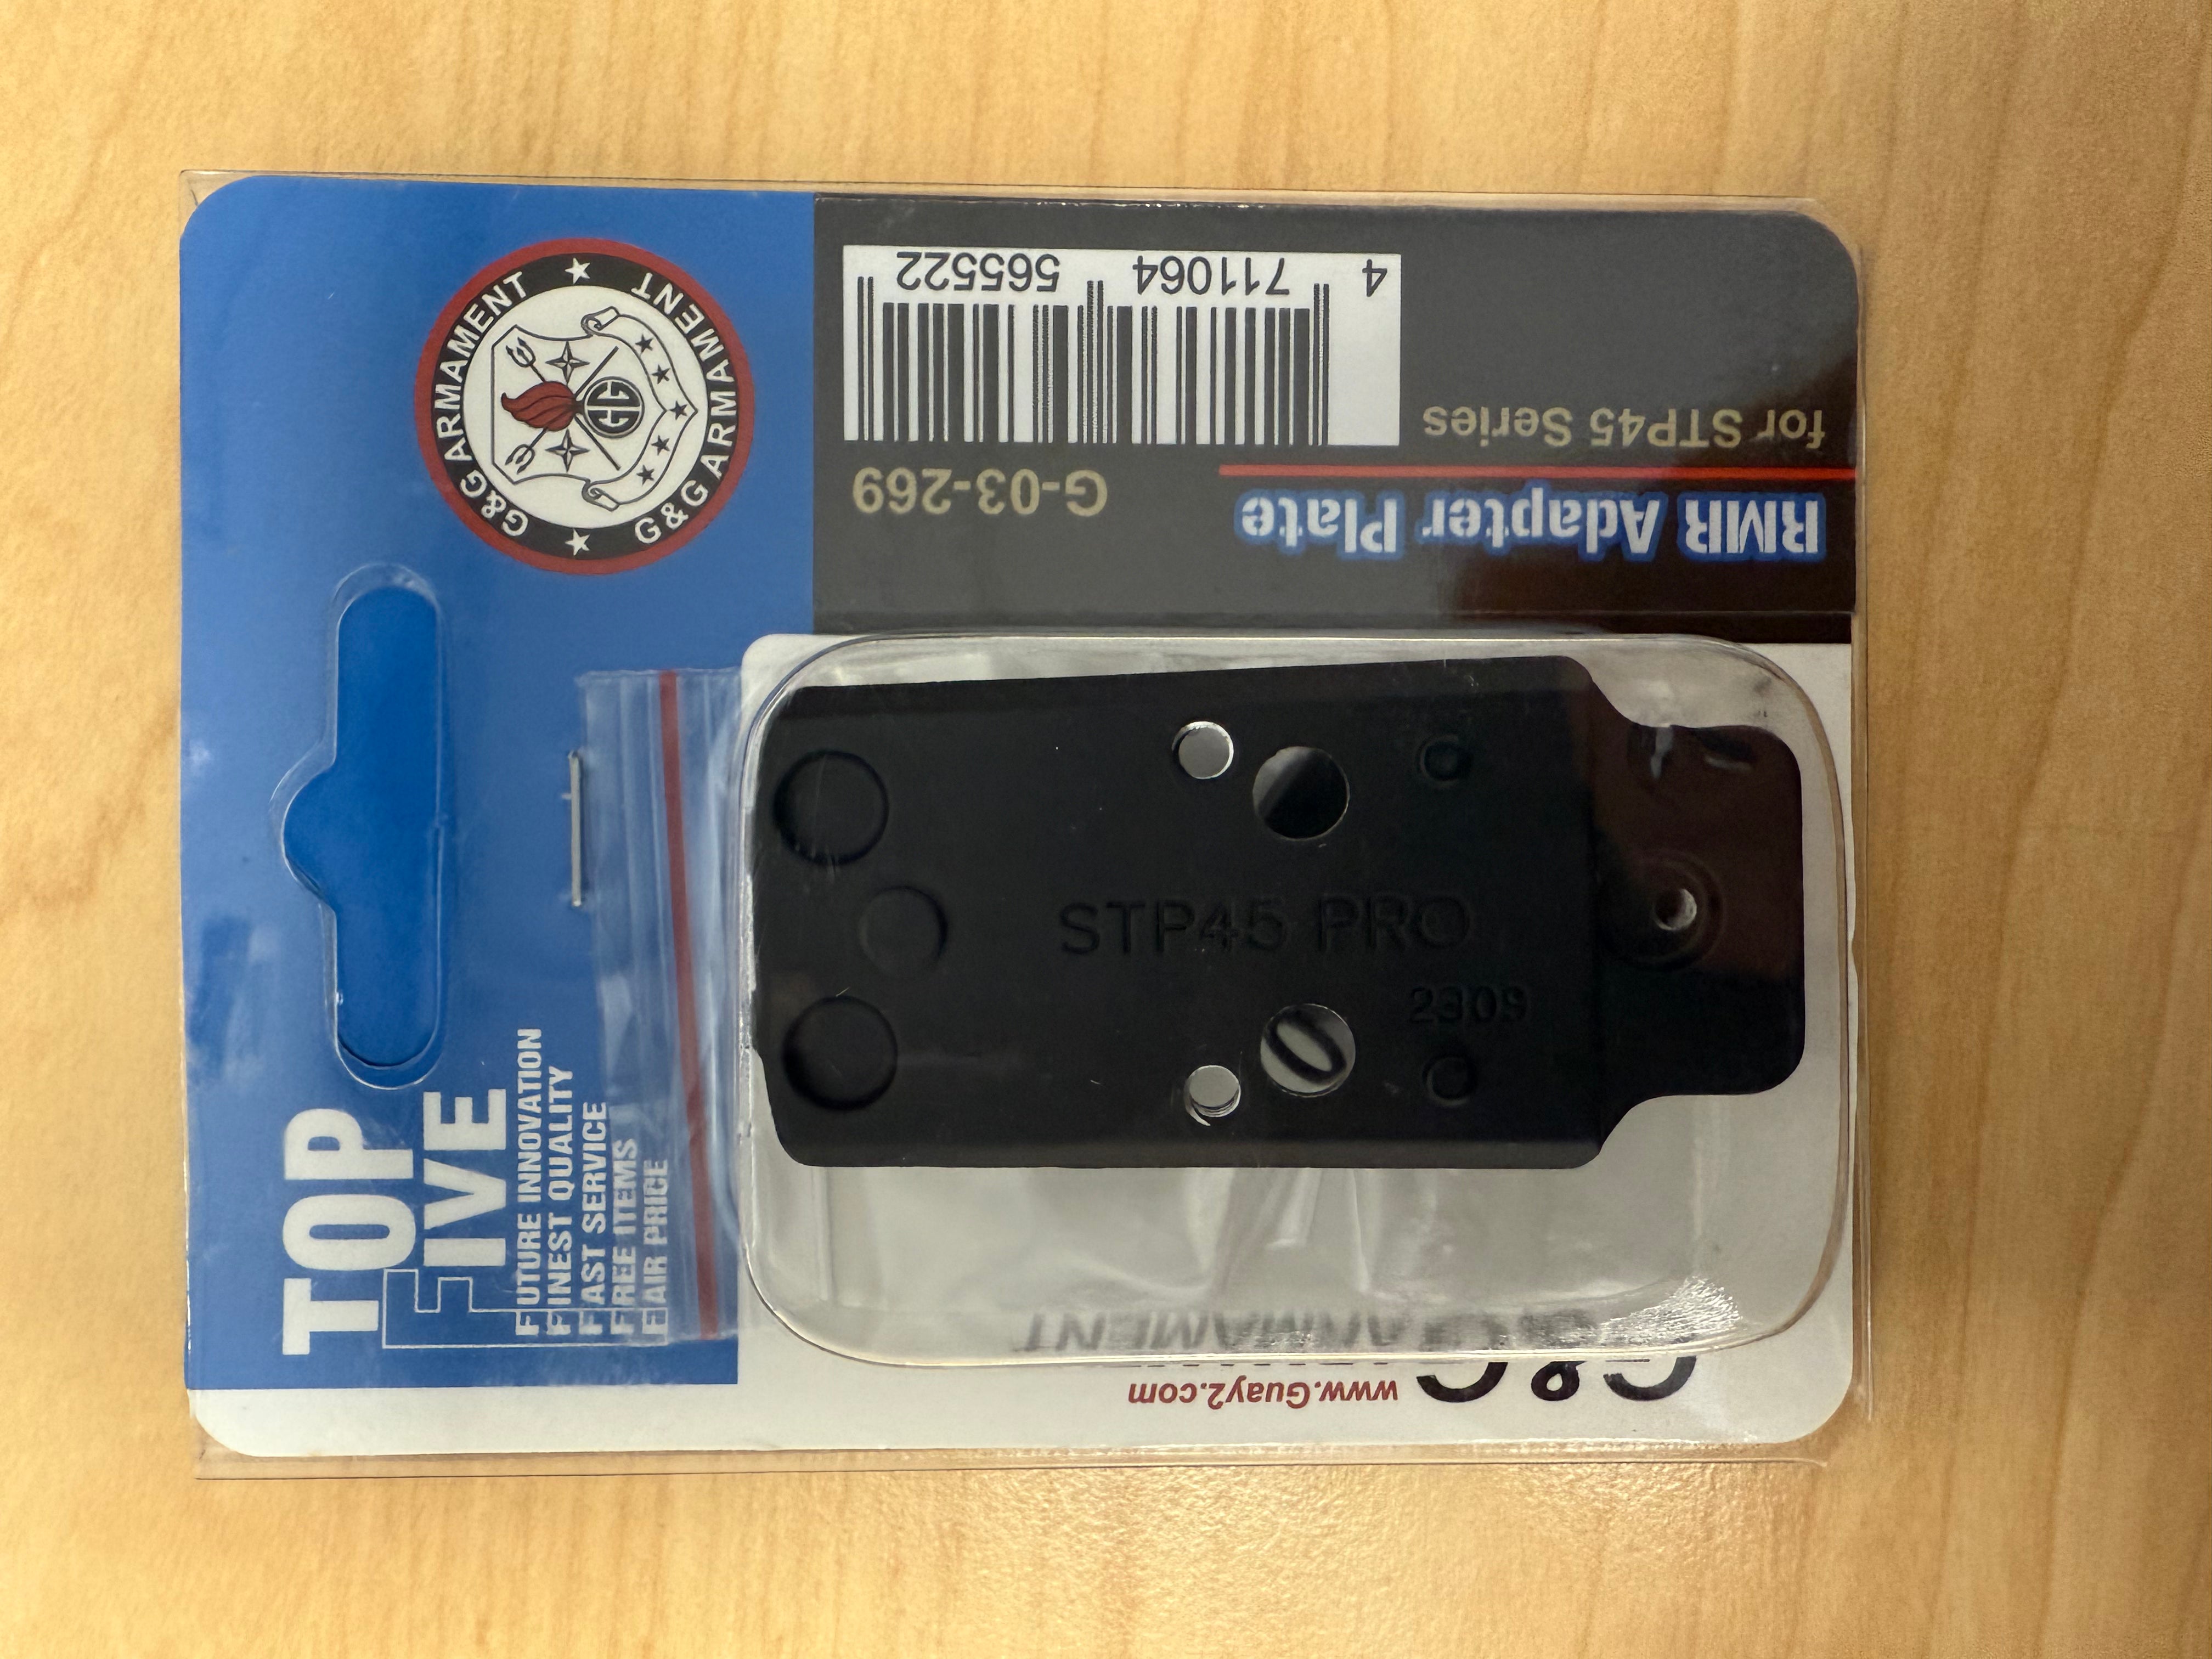 G&G ARMAMENT ★ G&G ARMAMENT ★
G&G
TOP
FIVE
FUTURE INNOVATION
FINEST QUALITY
FAST SERVICE
FREE ITEMS
FAIR PRICE
RMR Adapter Plate
for STP45 Series
G-03-269
4 711064 565522
STP45 PRO
2309
G&G
ARMAMENT
www.Guay2.com